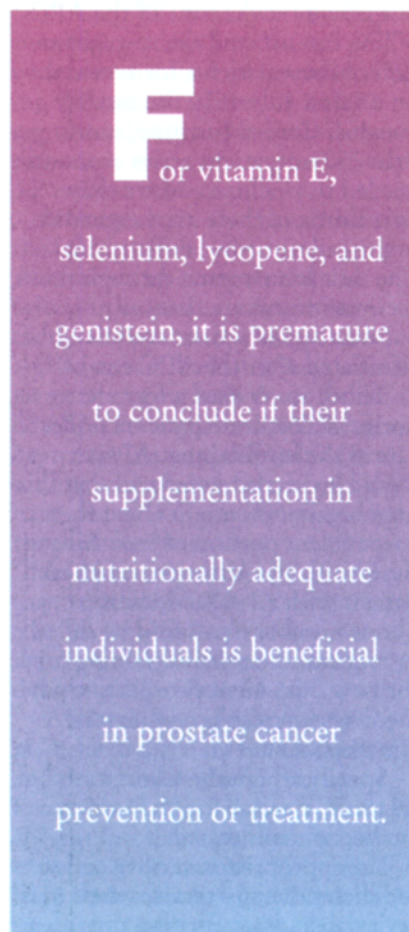 For vitamin E,
selenium, lycopene, and
genistein, it is premature
to conclude if their
supplementation in
nutritionally adequate
individuals is beneficial
in prostate cancer
prevention or treatment.